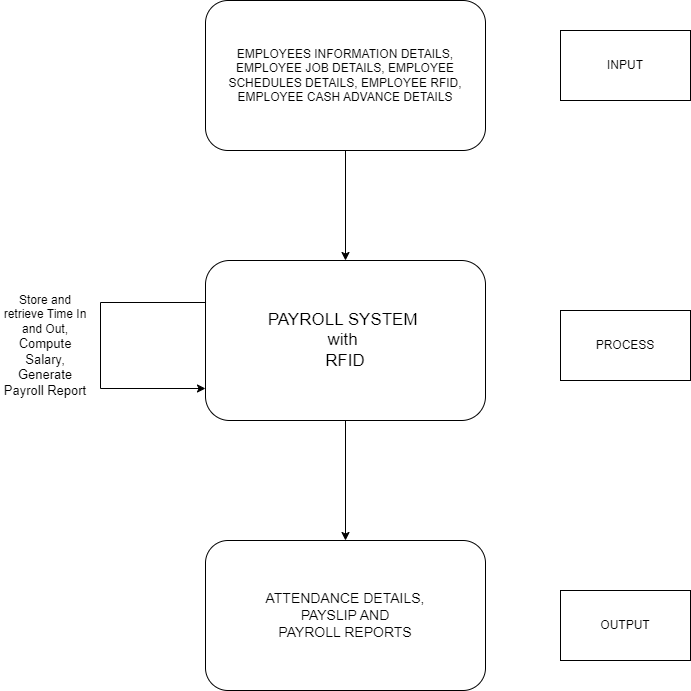 EMPLOYEES INFORMATION DETAILS,
EMPLOYEE JOB DETAILS, EMPLOYEE
SCHEDULES DETAILS, EMPLOYEE RFID,
EMPLOYEE CASH ADVANCE DETAILS
INPUT
Store and
retrieve Time In
and Out,
Compute
Salary,
Generate
Payroll Report
PAYROLL SYSTEM
with
RFID
PROCESS
ATTENDANCE DETAILS,
PAYSLIP AND
PAYROLL REPORTS
OUTPUT